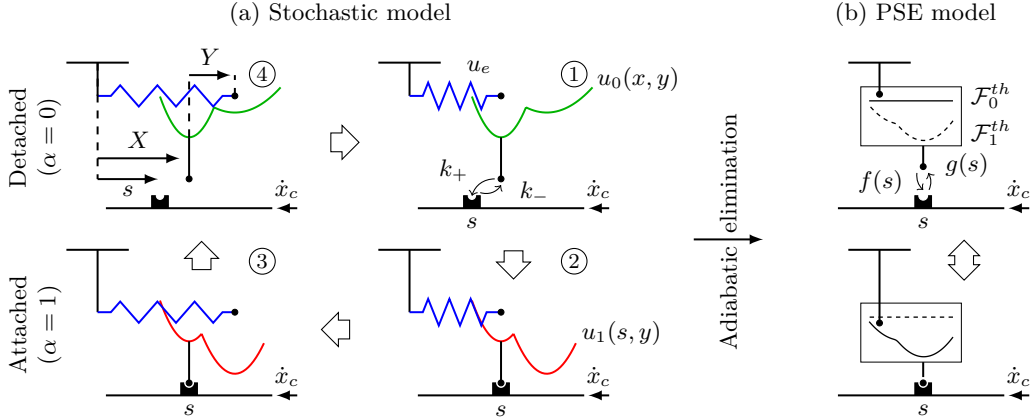 (a) Stochastic model
(b) PSE model
Detached
(α = 0)
Y
④
X
s
ẋ_c
u_e
①
u_0(x, y)
k_+
k_−
s
ẋ_c
Adiabatic elimination
F_0^{th}
F_1^{th}
f(s)
g(s)
s
ẋ_c
Attached
(α = 1)
③
s
ẋ_c
②
u_1(s, y)
s
ẋ_c
s
ẋ_c